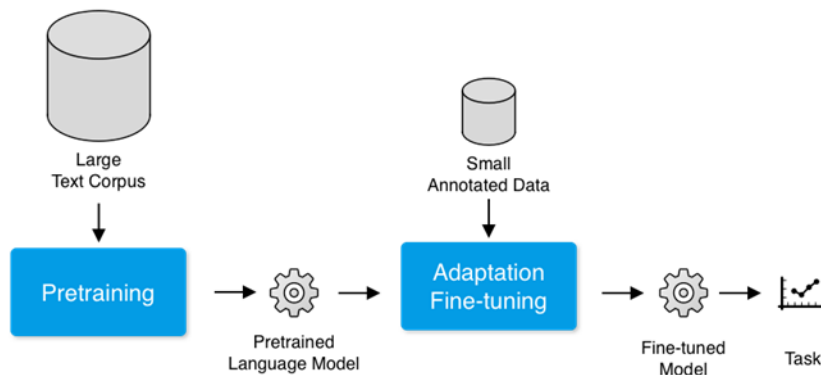 Large
Text Corpus
Small
Annotated Data
Pretraining
Adaptation
Fine-tuning
Pretrained
Language Model
Fine-tuned
Model
Task